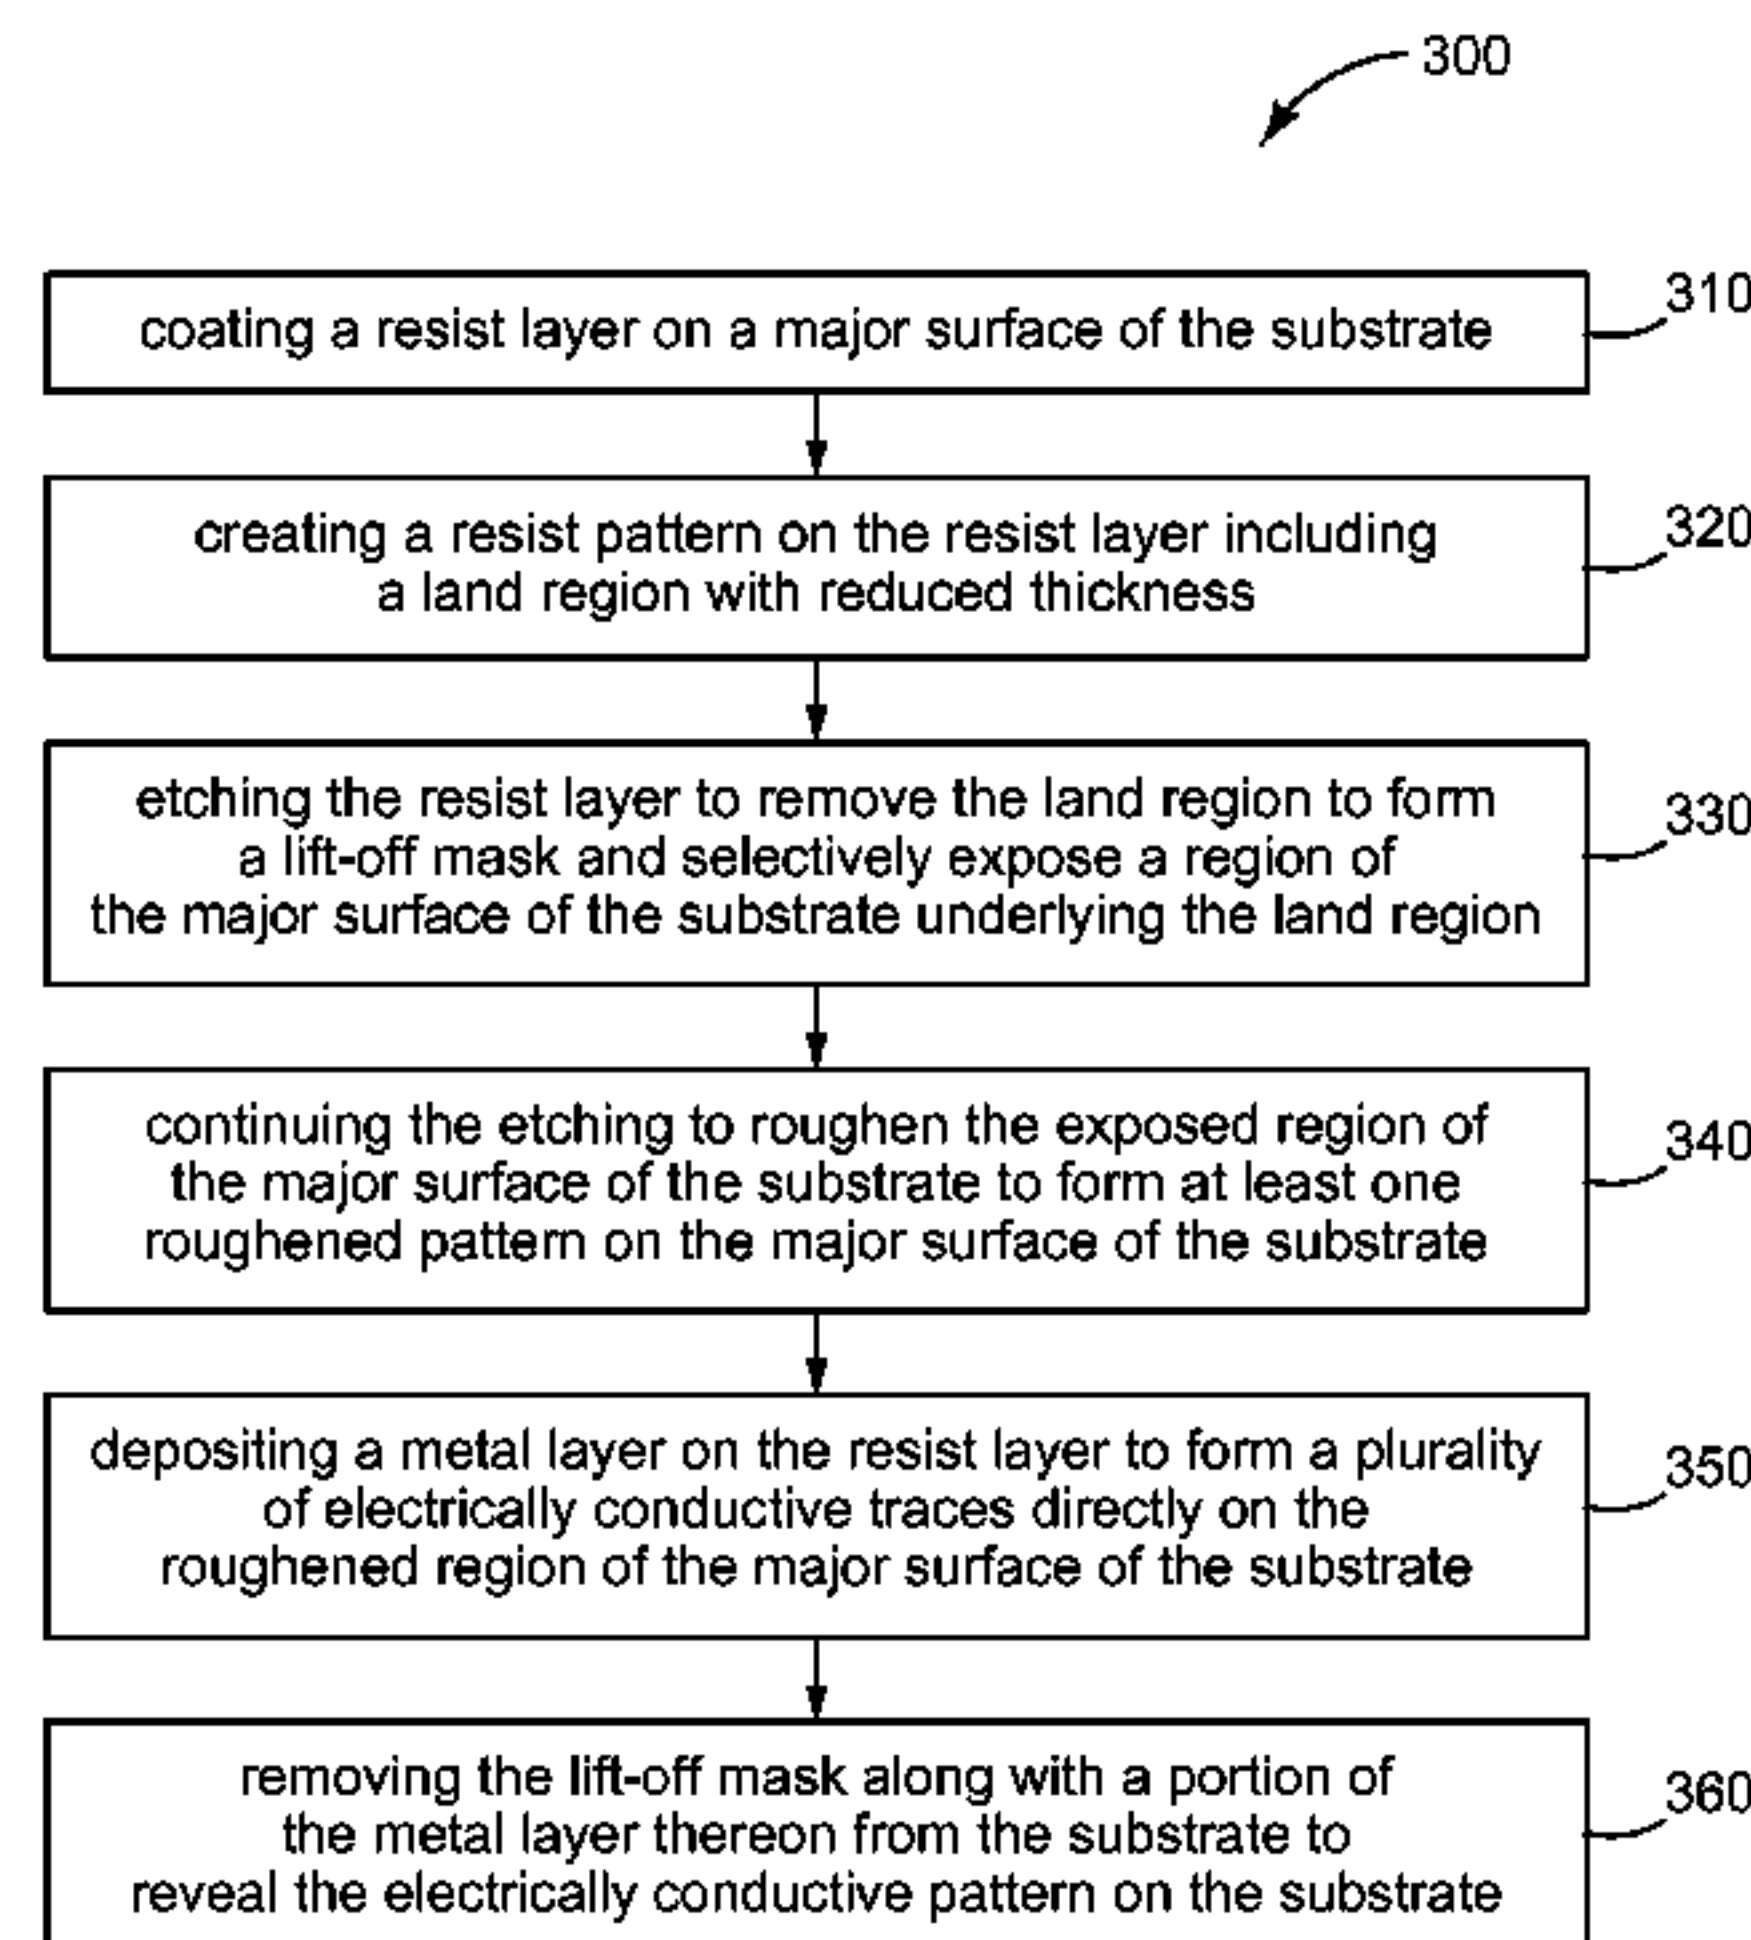 300
coating a resist layer on a major surface of the substrate
310
creating a resist pattern on the resist layer including
a land region with reduced thickness
320
etching the resist layer to remove the land region to form
a lift-off mask and selectively expose a region of
the major surface of the substrate underlying the land region
330
continuing the etching to roughen the exposed region of
the major surface of the substrate to form at least one
roughened pattern on the major surface of the substrate
340
depositing a metal layer on the resist layer to form a plurality
of electrically conductive traces directly on the
roughened region of the major surface of the substrate
350
removing the lift-off mask along with a portion of
the metal layer thereon from the substrate to
reveal the electrically conductive pattern on the substrate
360